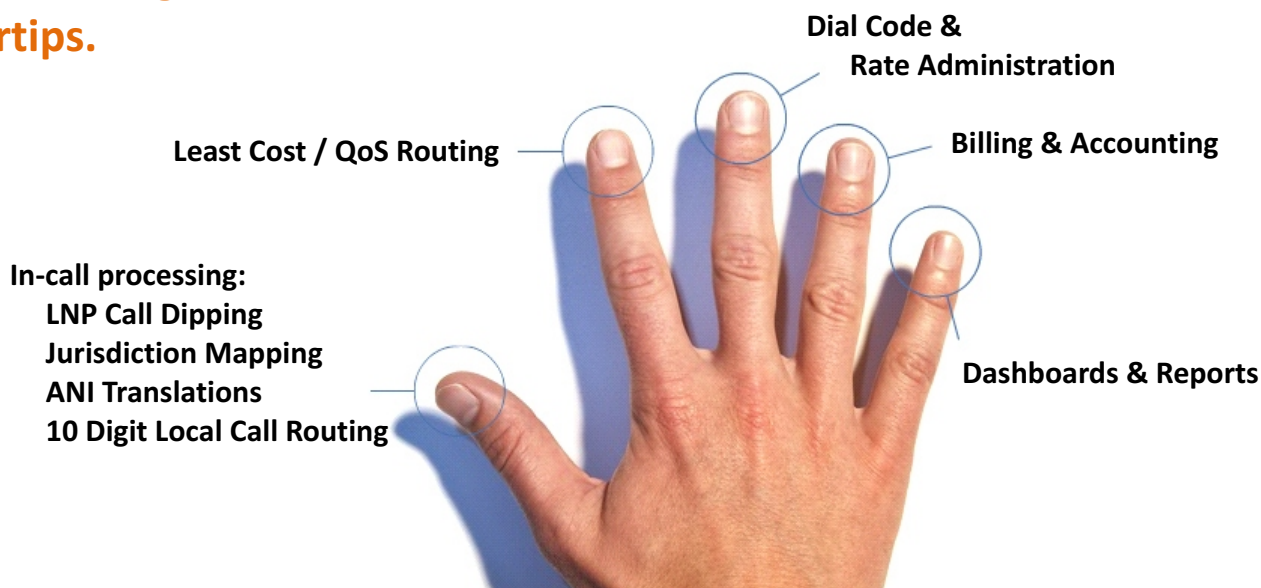 rtips.
Dial Code &
Rate Administration
Least Cost / QoS Routing
Billing & Accounting
In-call processing:
LNP Call Dipping
Jurisdiction Mapping
ANI Translations
10 Digit Local Call Routing
Dashboards & Reports